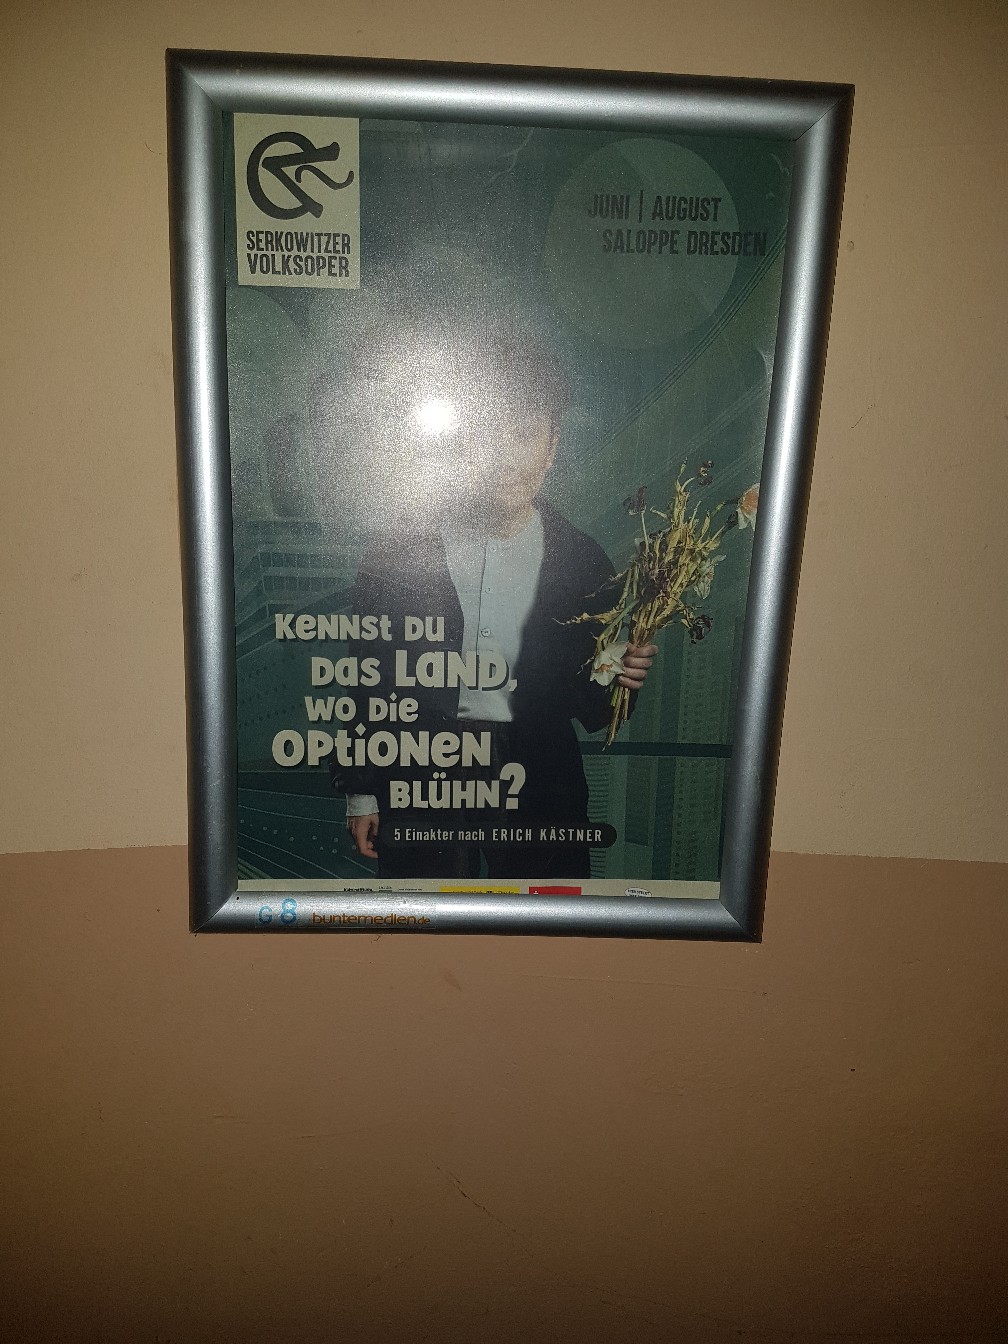 SERKOWITZER
VOLKSOPER
JUNI | AUGUST
SALOPPE DRESDEN
Kennst du
das Land,
wo die
Optionen
blühn?
5 Einakter nach ERICH KÄSTNER
G 8 buntemedien.de